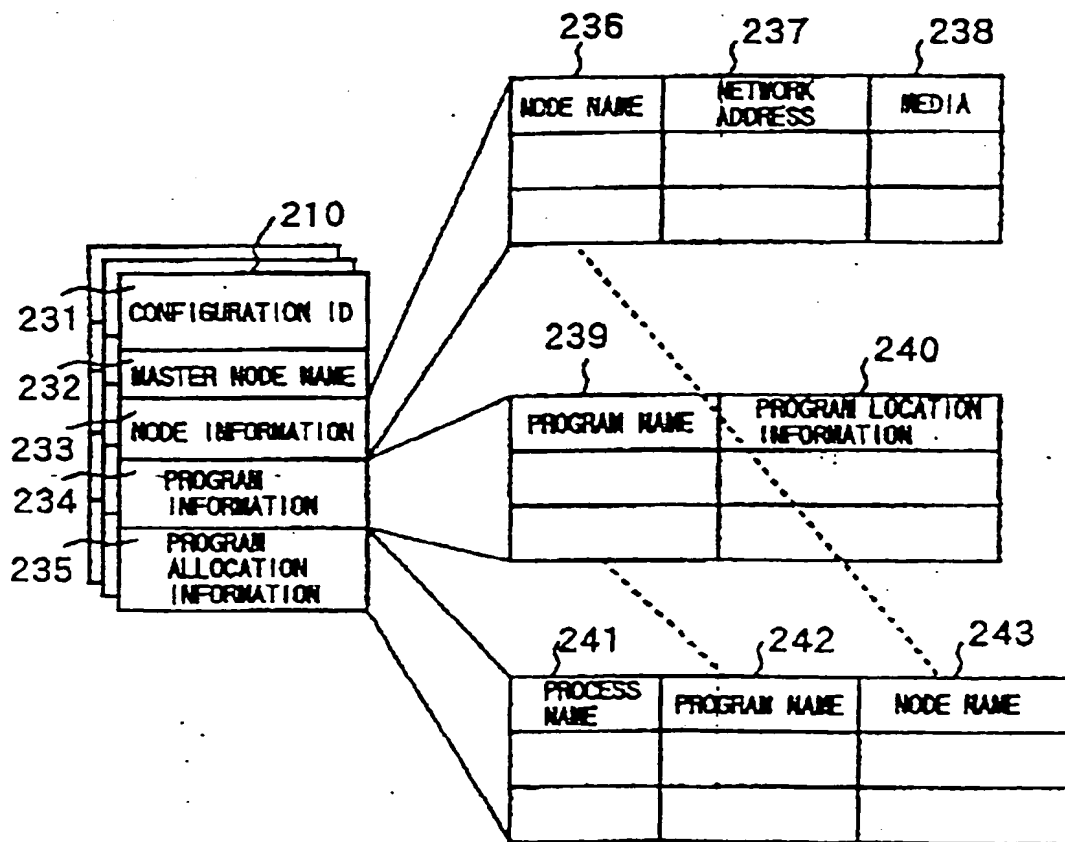 236
237
238
NODE NAME
NETWORK
ADDRESS
MEDIA
210
231
CONFIGURATION ID
232
MASTER NODE NAME
233
NODE INFORMATION
234
PROGRAM
INFORMATION
235
PROGRAM
ALLOCATION
INFORMATION
239
240
PROGRAM NAME
PROGRAM LOCATION
INFORMATION
241
242
243
PROCESS
NAME
PROGRAM NAME
NODE NAME